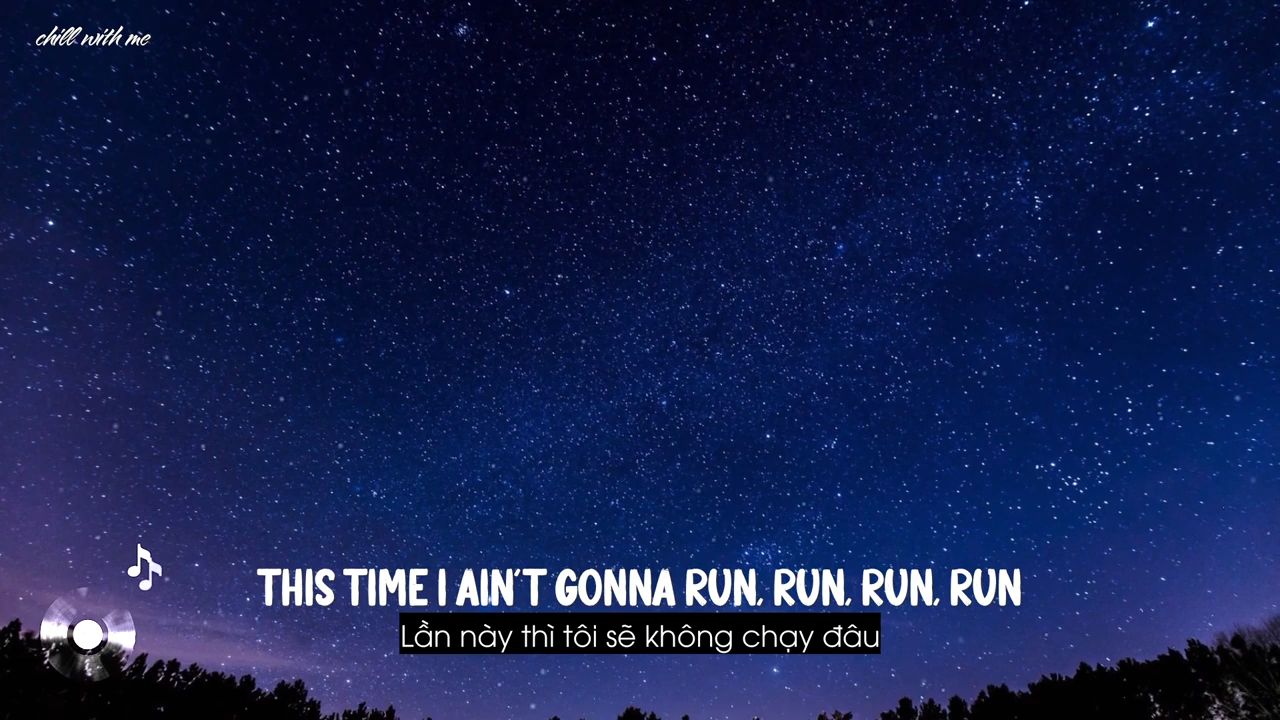 chill with me
THIS TIME I AIN'T GONNA RUN, RUN, RUN, RUN
Lần này thì tôi sẽ không chạy đâu